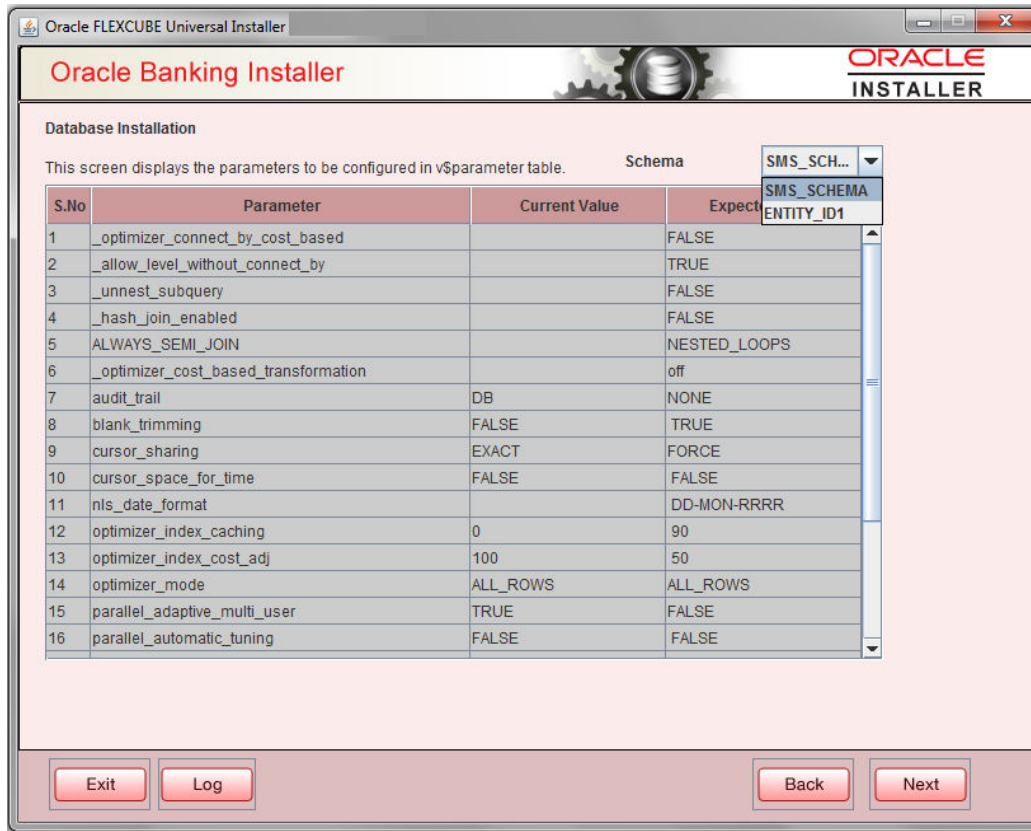 Oracle FLEXCUBE Universal Installer
Oracle Banking Installer
ORACLE
INSTALLER
Database Installation
This screen displays the parameters to be configured in v$parameter table.
Schema SMS_SCH...
SMS_SCHEMA
ENTITY_ID1
S.No Parameter Current Value Expect
1 _optimizer_connect_by_cost_based FALSE
2 _allow_level_without_connect_by TRUE
3 _unnest_subquery FALSE
4 _hash_join_enabled FALSE
5 ALWAYS_SEMI_JOIN NESTED_LOOPS
6 _optimizer_cost_based_transformation off
7 audit_trail DB NONE
8 blank_trimming FALSE TRUE
9 cursor_sharing EXACT FORCE
10 cursor_space_for_time FALSE FALSE
11 nls_date_format DD-MON-RRRR
12 optimizer_index_caching 0 90
13 optimizer_index_cost_adj 100 50
14 optimizer_mode ALL_ROWS ALL_ROWS
15 parallel_adaptive_multi_user TRUE FALSE
16 parallel_automatic_tuning FALSE FALSE
Exit Log Back Next